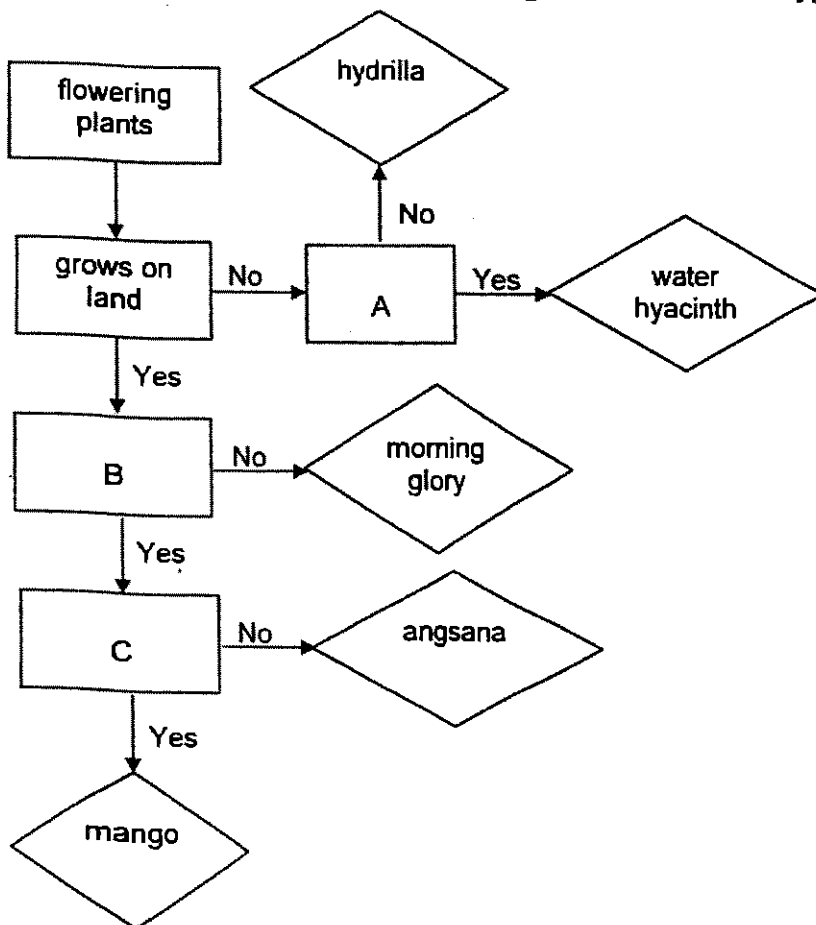 hydrilla
flowering
plants
No
grows on
land
No
A
Yes
water
hyacinth
Yes
B
No
morning
glory
Yes
C
No
angsana
Yes
mango